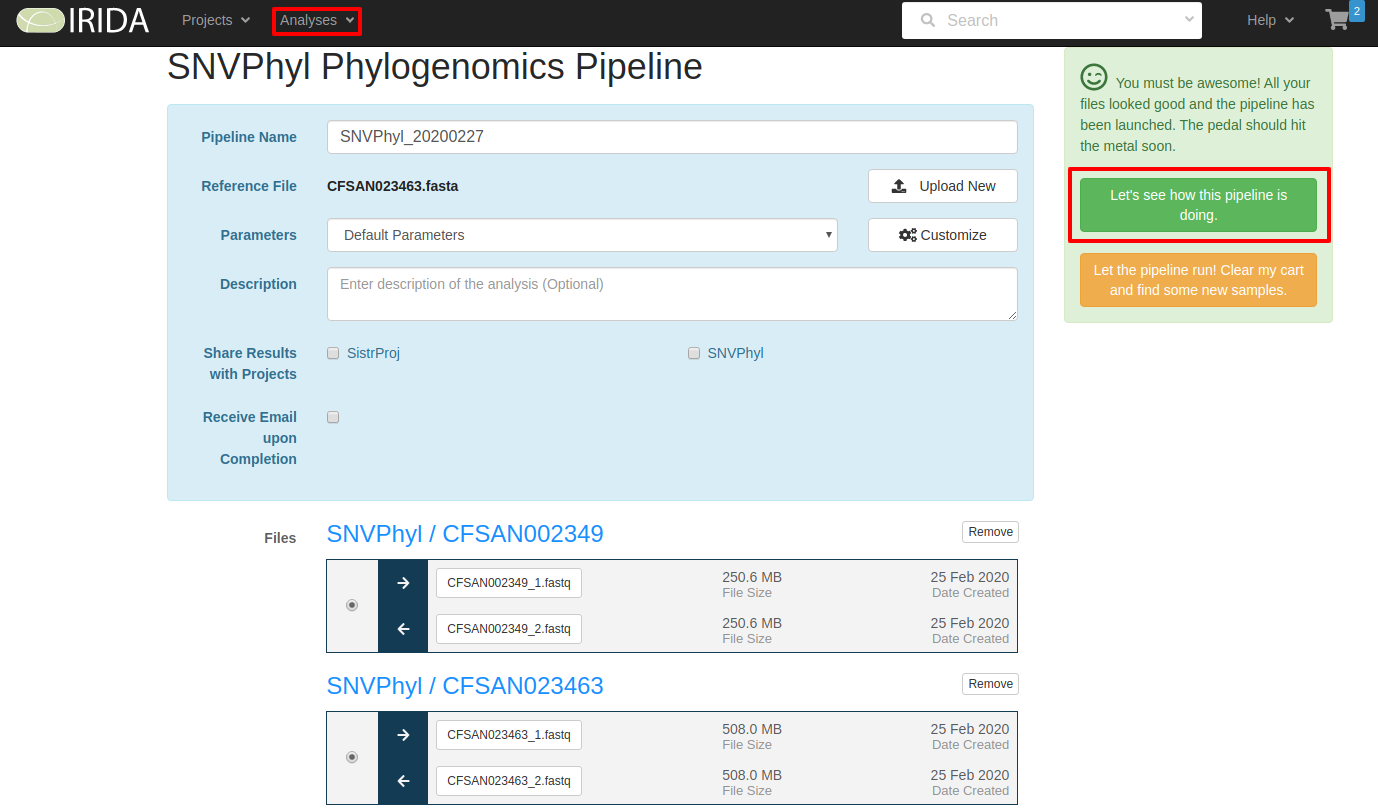 IRIDA
Projects
Analyses
Search
Help
2
SNVPhyl Phylogenomics Pipeline
Pipeline Name
SNVPhyl_20200227
Reference File
CFSAN023463.fasta
Upload New
Parameters
Default Parameters
Customize
Description
Enter description of the analysis (Optional)
Share Results
with Projects
SistrProj
SNVPhyl
Receive Email
upon
Completion
You must be awesome! All your
files looked good and the pipeline has
been launched. The pedal should hit
the metal soon.
Let's see how this pipeline is
doing.
Let the pipeline run! Clear my cart
and find some new samples.
Files
SNVPhyl / CFSAN002349
Remove
CFSAN002349_1.fastq
250.6 MB
File Size
25 Feb 2020
Date Created
CFSAN002349_2.fastq
250.6 MB
File Size
25 Feb 2020
Date Created
SNVPhyl / CFSAN023463
Remove
CFSAN023463_1.fastq
508.0 MB
File Size
25 Feb 2020
Date Created
CFSAN023463_2.fastq
508.0 MB
File Size
25 Feb 2020
Date Created